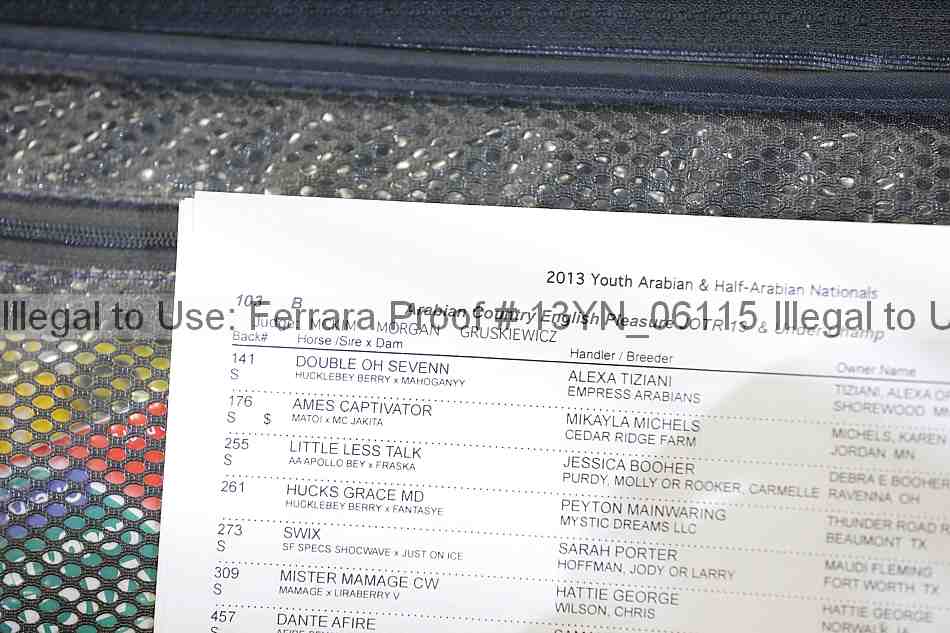 2013 Youth Arabian & Half-Arabian Nationals
Illegal to Use: Ferrara Proof # 13YN_06115 Illegal to U
103 B Arabian Country English Pleasure JOTR 13 & Under Champ
Judge: MCKIM MORGAN GRUSKIEWICZ
Back# Horse /Sire x Dam Handler / Breeder Owner Name
141 DOUBLE OH SEVENN ALEXA TIZIANI TIZIANI, ALEXA
S HUCKLEBEY BERRY x MAHOGANYY EMPRESS ARABIANS SHOREWOOD
176 AMES CAPTIVATOR MIKAYLA MICHELS MICHELS, KAREN
S $ MATOI x MC JAKITA CEDAR RIDGE FARM JORDAN MN
255 LITTLE LESS TALK JESSICA BOOHER DEBRA E BOOHER
S AA APOLLO BEY x FRASKA PURDY, MOLLY OR ROOKER, CARMELLE RAVENNA OH
261 HUCKS GRACE MD PEYTON MAINWARING THUNDER ROAD
HUCKLEBEY BERRY x FANTASYE MYSTIC DREAMS LLC BEAUMONT TX
273 SWIX SARAH PORTER MAUDI FLEMING
S SF SPECS SHOCWAVE x JUST ON ICE HOFFMAN, JODY OR LARRY FORT WORTH TX
309 MISTER MAMAGE CW HATTIE GEORGE HATTIE GEORGE
S MAMAGE x LIRABERRY V WILSON, CHRIS NORWALK
457 DANTE AFIRE
S